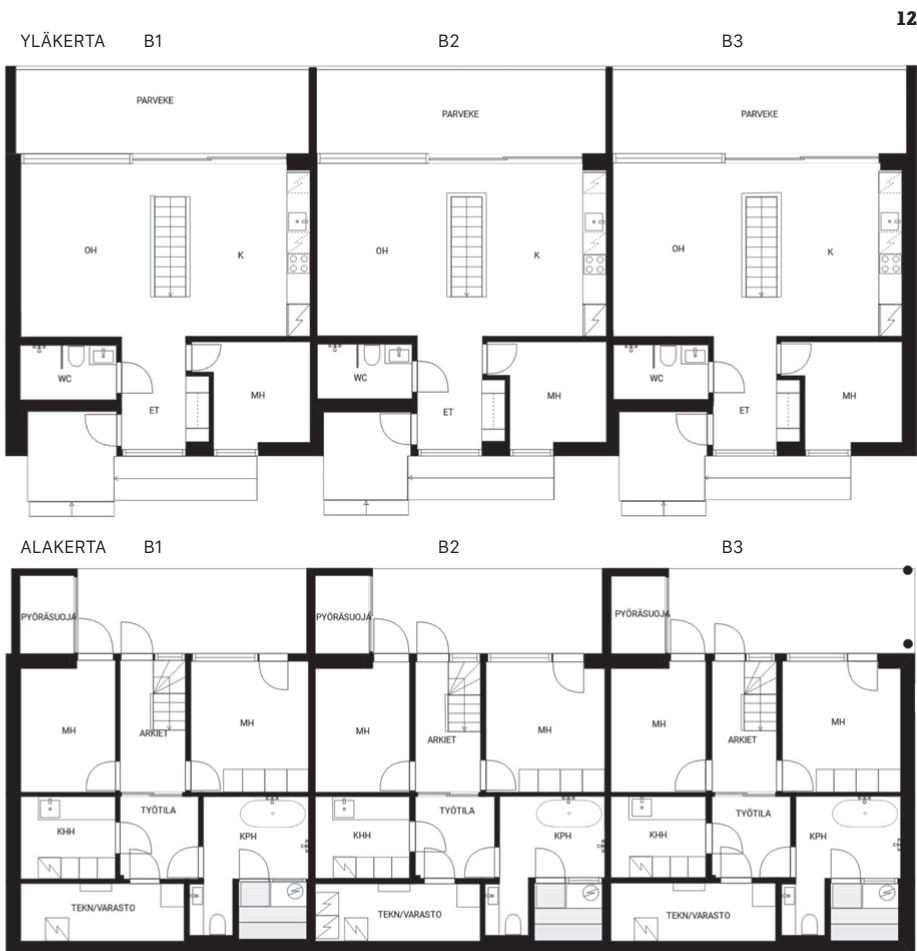 12
YLÄKERTA B1 B2 B3
PARVEKE PARVEKE PARVEKE
OH K OH K OH K
WC MH WC MH WC MH
ET ET ET
ALAKERTA B1 B2 B3
PYÖRÄSUOJA PYÖRÄSUOJA PYÖRÄSUOJA
MH ARKIET MH MH ARKIET MH MH ARKIET MH
TYÖTILA TYÖTILA TYÖTILA
KHH KPH KHH KPH KHH KPH
TEKN/VARASTO TEKN/VARASTO TEKN/VARASTO